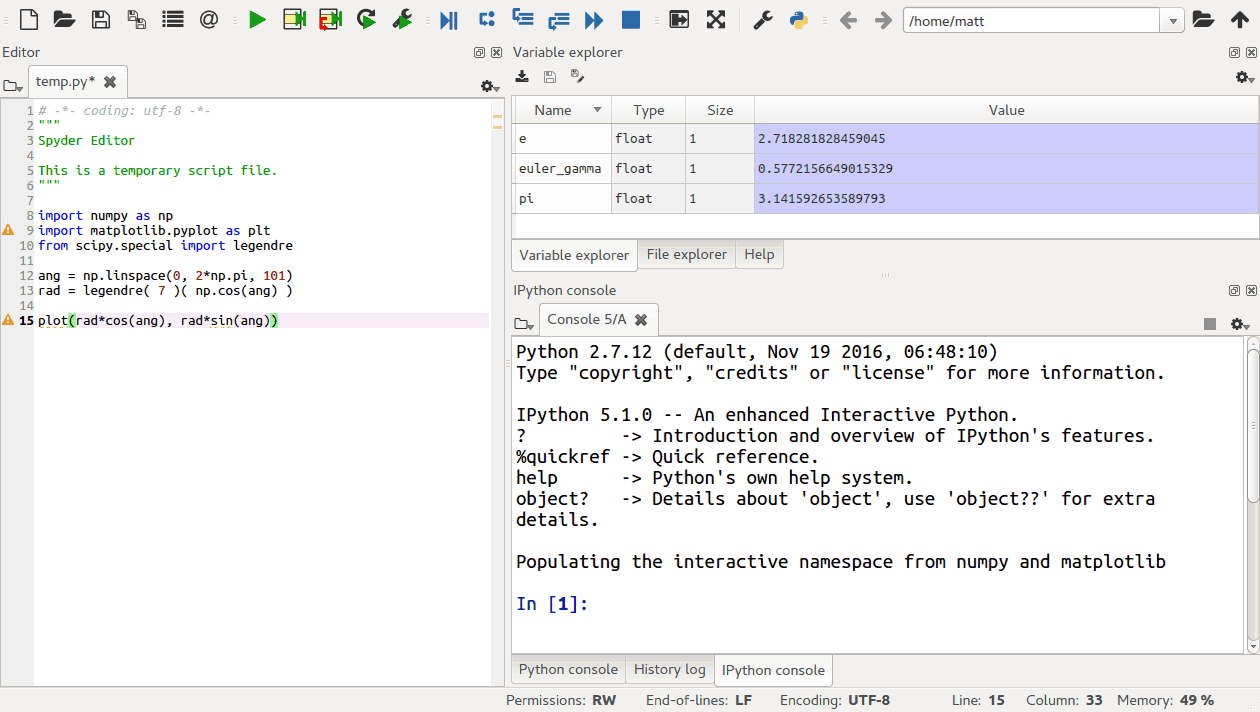 /home/matt
Editor
temp.py*
1 # -*- coding: utf-8 -*-
2 """
3 Spyder Editor
4
5 This is a temporary script file.
6 """
7
8 import numpy as np
9 import matplotlib.pyplot as plt
10 from scipy.special import legendre
11
12 ang = np.linspace(0, 2*np.pi, 101)
13 rad = legendre( 7 )( np.cos(ang) )
14
15 plot(rad*cos(ang), rad*sin(ang))
Variable explorer
Name Type Size Value
e float 1 2.718281828459045
euler_gamma float 1 0.5772156649015329
pi float 1 3.141592653589793
Variable explorer File explorer Help
IPython console
Console 5/A
Python 2.7.12 (default, Nov 19 2016, 06:48:10)
Type "copyright", "credits" or "license" for more information.
IPython 5.1.0 -- An enhanced Interactive Python.
? -> Introduction and overview of IPython's features.
%quickref -> Quick reference.
help -> Python's own help system.
object? -> Details about 'object', use 'object??' for extra
details.
Populating the interactive namespace from numpy and matplotlib
In [1]:
Python console History log IPython console
Permissions: RW End-of-lines: LF Encoding: UTF-8 Line: 15 Column: 33 Memory: 49 %